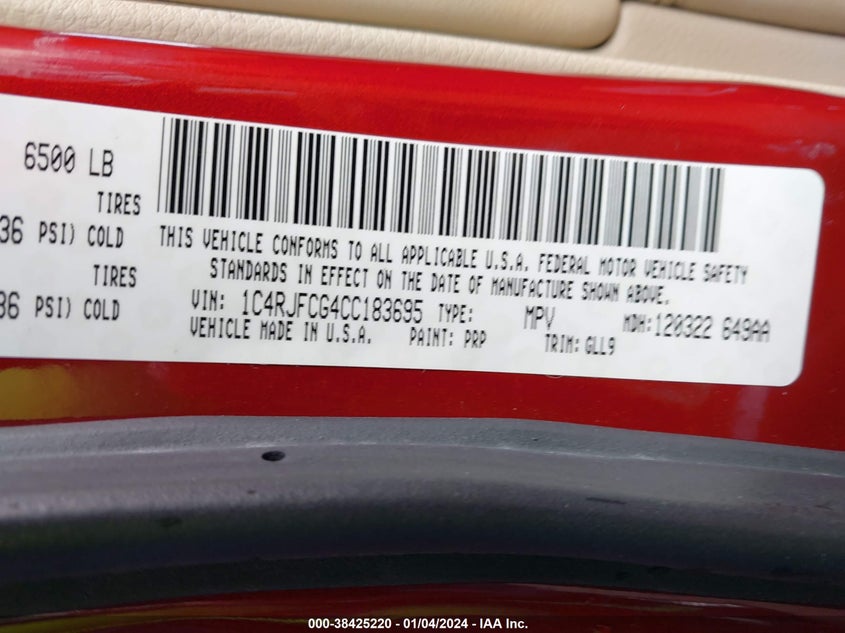 6500 LB
TIRES
36 PSI) COLD
TIRES
36 PSI) COLD
THIS VEHICLE CONFORMS TO ALL APPLICABLE U.S.A. FEDERAL MOTOR VEHICLE SAFETY
STANDARDS IN EFFECT ON THE DATE OF MANUFACTURE SHOWN ABOVE.
VIN: 1C4RJFCG4CC183695 TYPE: MPV MDH:120322 649AA
VEHICLE MADE IN U.S.A. PAINT: PRP TRIM: GLL9
000-38425220 - 01/04/2024 - IAA Inc.